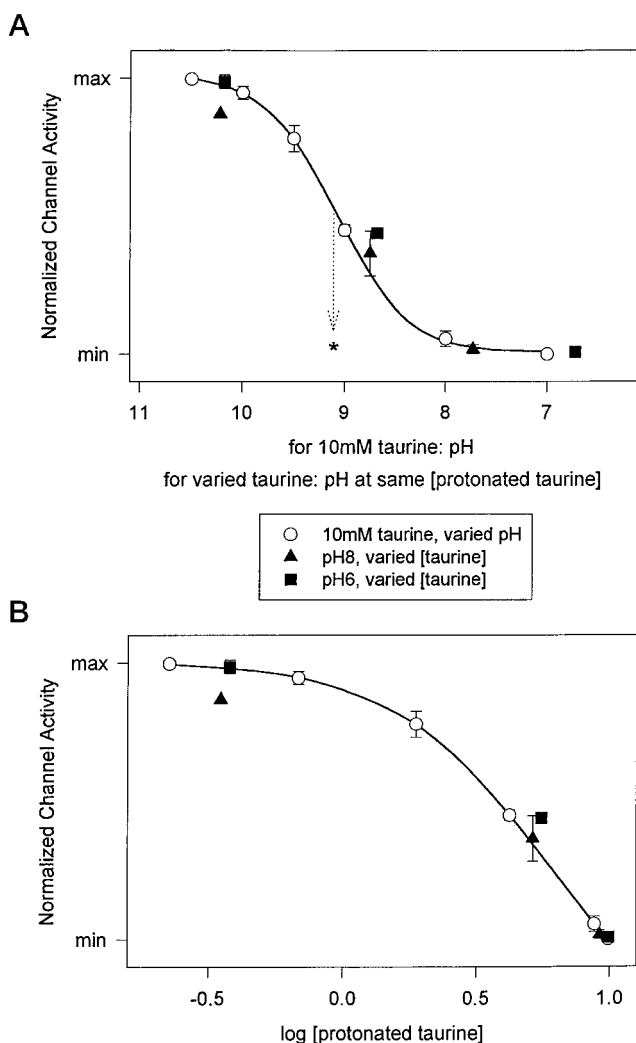 A
Normalized Channel Activity
max
min
*
11 10 9 8 7
for 10mM taurine: pH
for varied taurine: pH at same [protonated taurine]
10mM taurine, varied pH
pH8, varied [taurine]
pH6, varied [taurine]
B
Normalized Channel Activity
max
min
-0.5 0.0 0.5 1.0
log [protonated taurine]